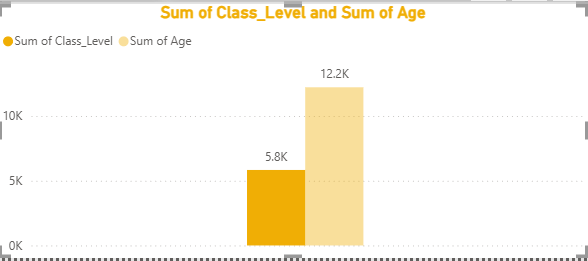 Sum of Class_Level and Sum of Age
Sum of Class_Level Sum of Age
12.2K
10K
5.8K
5K
0K